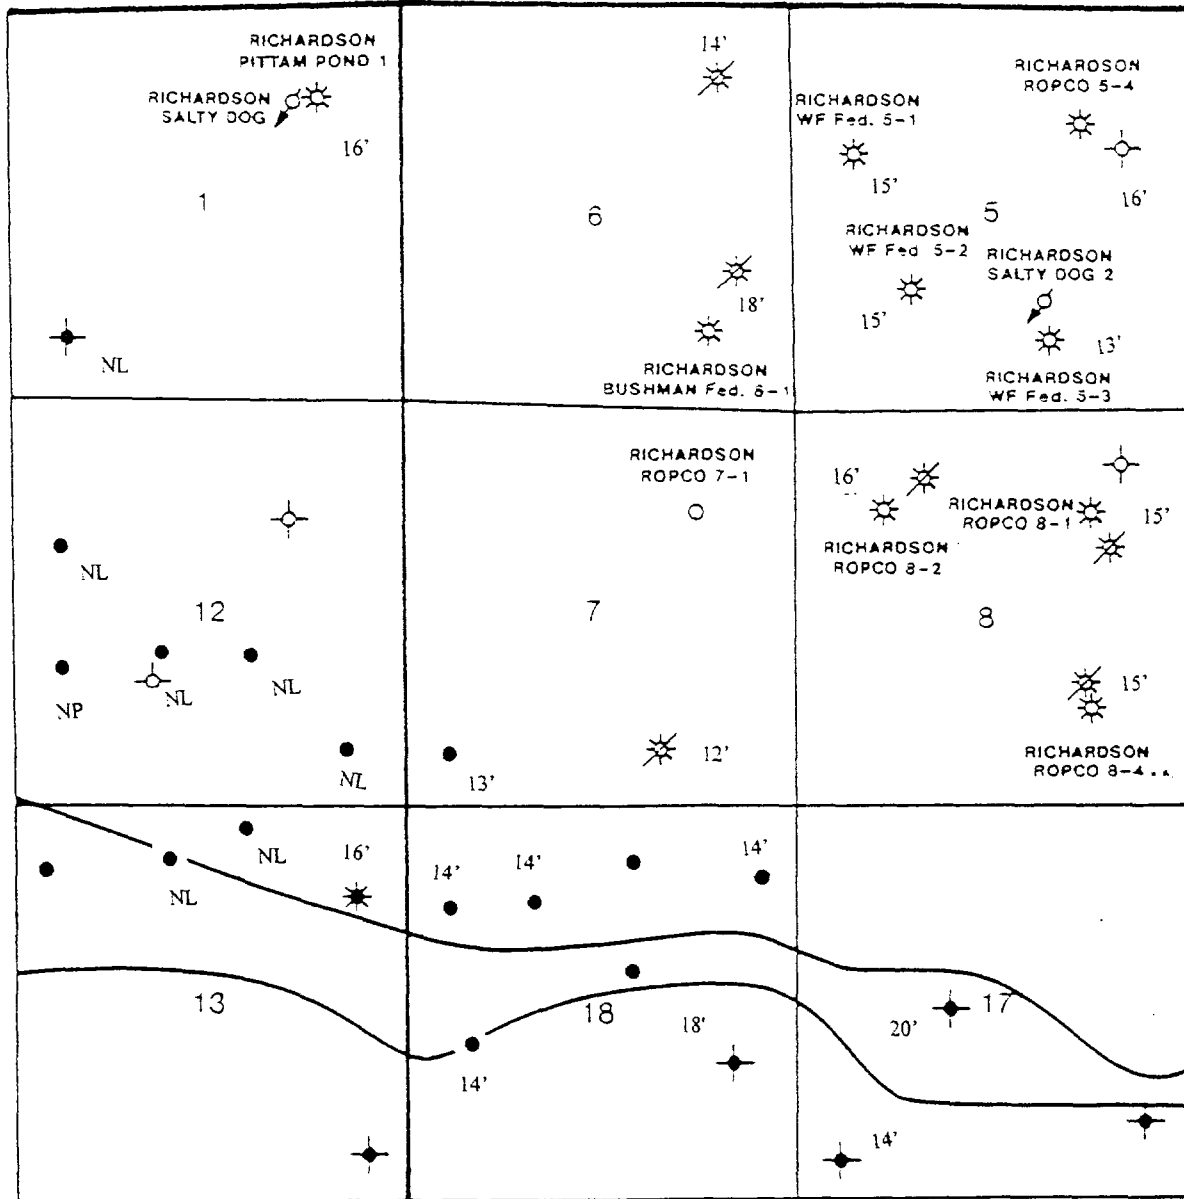 RICHARDSON
PITTAM POND 1
RICHARDSON
SALTY DOG
16'
1
NL
14'
6
18'
RICHARDSON
BUSHMAN Fed. 6-1
RICHARDSON
ROPCO 5-4
RICHARDSON
WF Fed. 5-1
15'
16'
5
RICHARDSON
WF Fed 5-2
RICHARDSON
SALTY DOG 2
15'
13'
RICHARDSON
WF Fed. 5-3
NL
12
NP
NL
NL
NL
RICHARDSON
ROPCO 7-1
7
13'
12'
16'
RICHARDSON
ROPCO 8-1
15'
RICHARDSON
ROPCO 8-2
8
15'
RICHARDSON
ROPCO 8-4
NL
16'
NL
13
14'
14'
14'
18
18'
14'
20'
17
14'